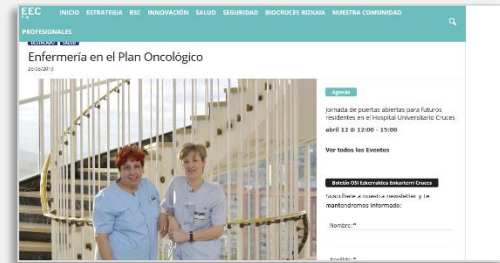 EEC INICIO ESTRATEGIA RSC INNOVACIÓN SALUD SEGURIDAD BIOCRUCES BIZKAIA NUESTRA COMUNIDAD
PROFESIONALES
Enfermería en el Plan Oncológico
Agenda
Jornada de puertas abiertas para futuros
residentes en el Hospital Universitario Cruces
abril 12 @ 12:00 - 15:00
Ver todos los Eventos
Boletín OSI Ezkerraldea Enkarterri Cruces
Suscríbete a nuestra newsletter y te
mantendremos informado:
Nombre:*